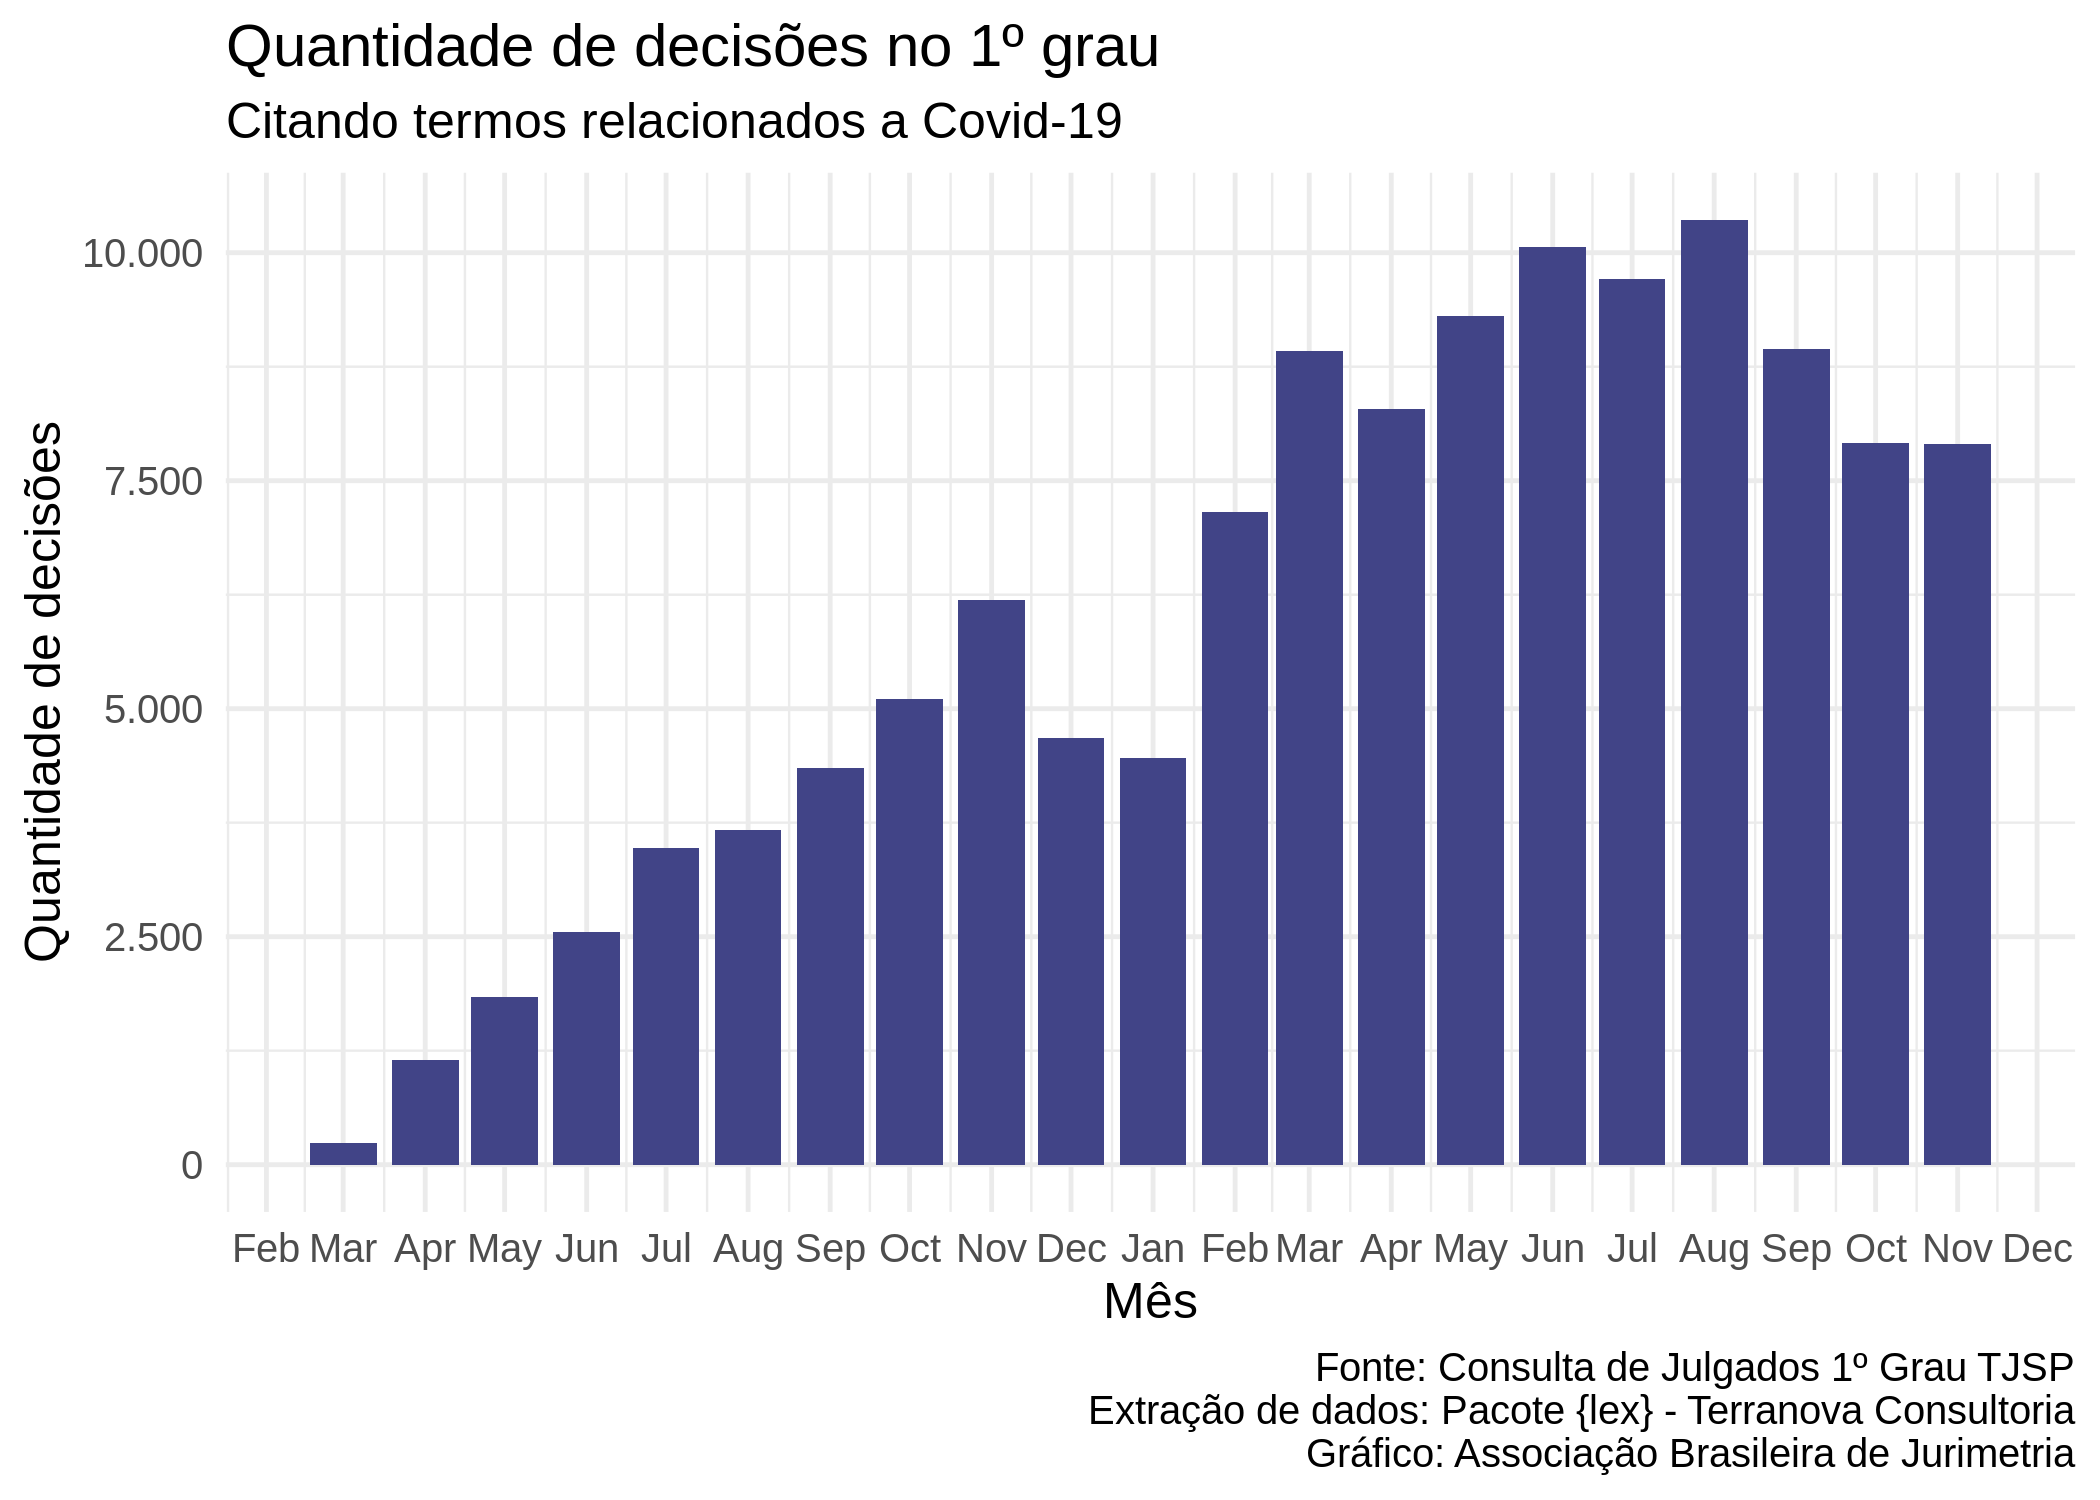 Quantidade de decisões no 1º grau
Citando termos relacionados a Covid-19
Quantidade de decisões
10.000
7.500
5.000
2.500
0
Feb Mar Apr May Jun Jul Aug Sep Oct Nov Dec Jan Feb Mar Apr May Jun Jul Aug Sep Oct Nov Dec
Mês
Fonte: Consulta de Julgados 1º Grau TJSP
Extração de dados: Pacote {lex} - Terranova Consultoria
Gráfico: Associação Brasileira de Jurimetria